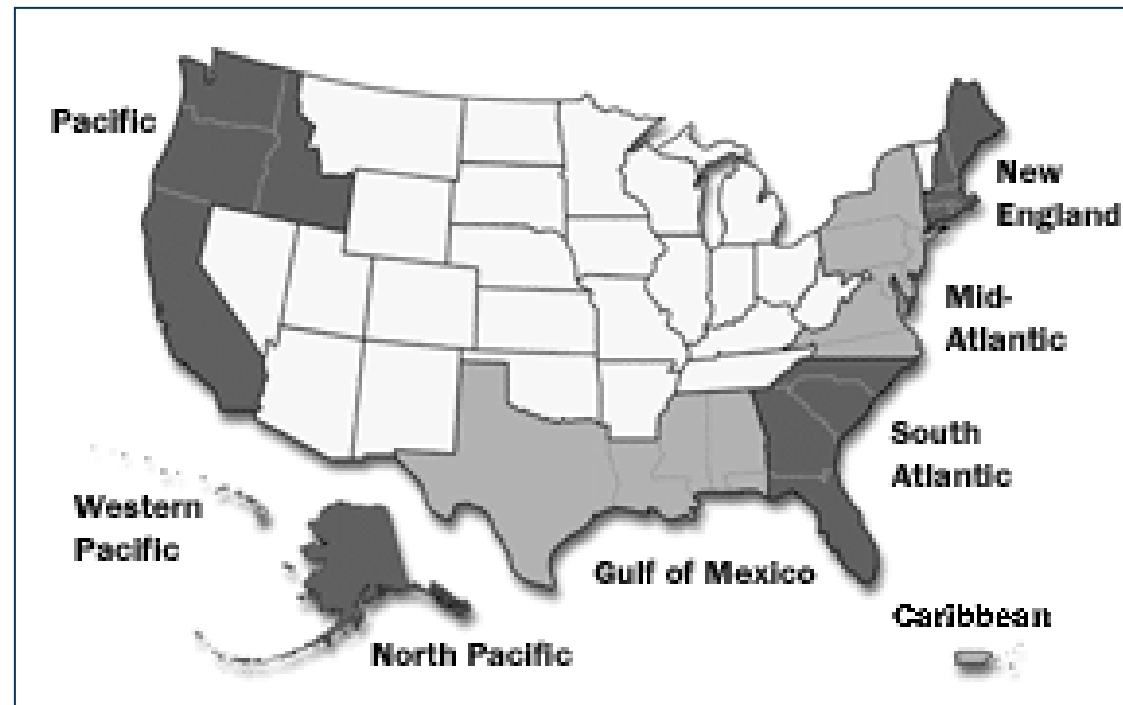 Pacific
New
England
Mid-
Atlantic
South
Atlantic
Western
Pacific
Gulf of Mexico
Caribbean
North Pacific